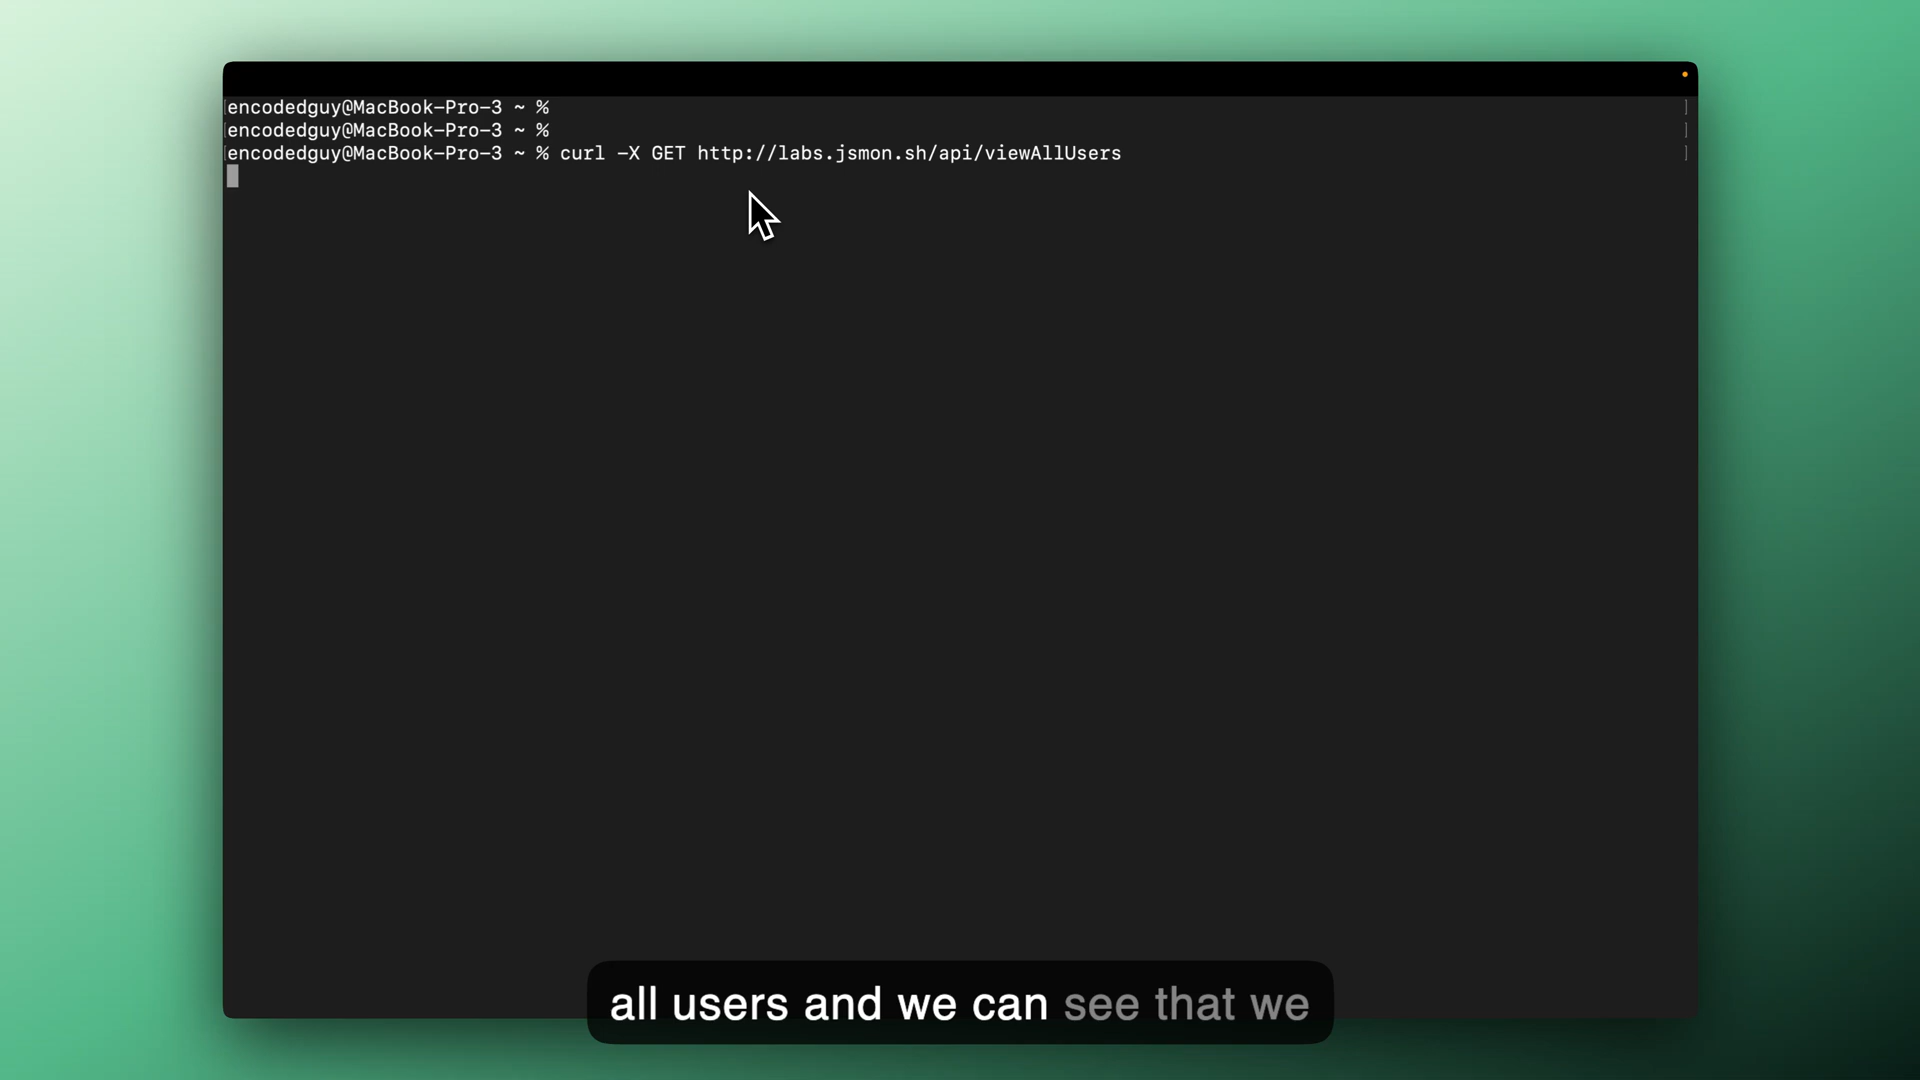 [encodedguy@MacBook-Pro-3 ~ % ]
[encodedguy@MacBook-Pro-3 ~ % ]
[encodedguy@MacBook-Pro-3 ~ % curl -X GET http://labs.jsmon.sh/api/viewAllUsers ]
all users and we can see that we